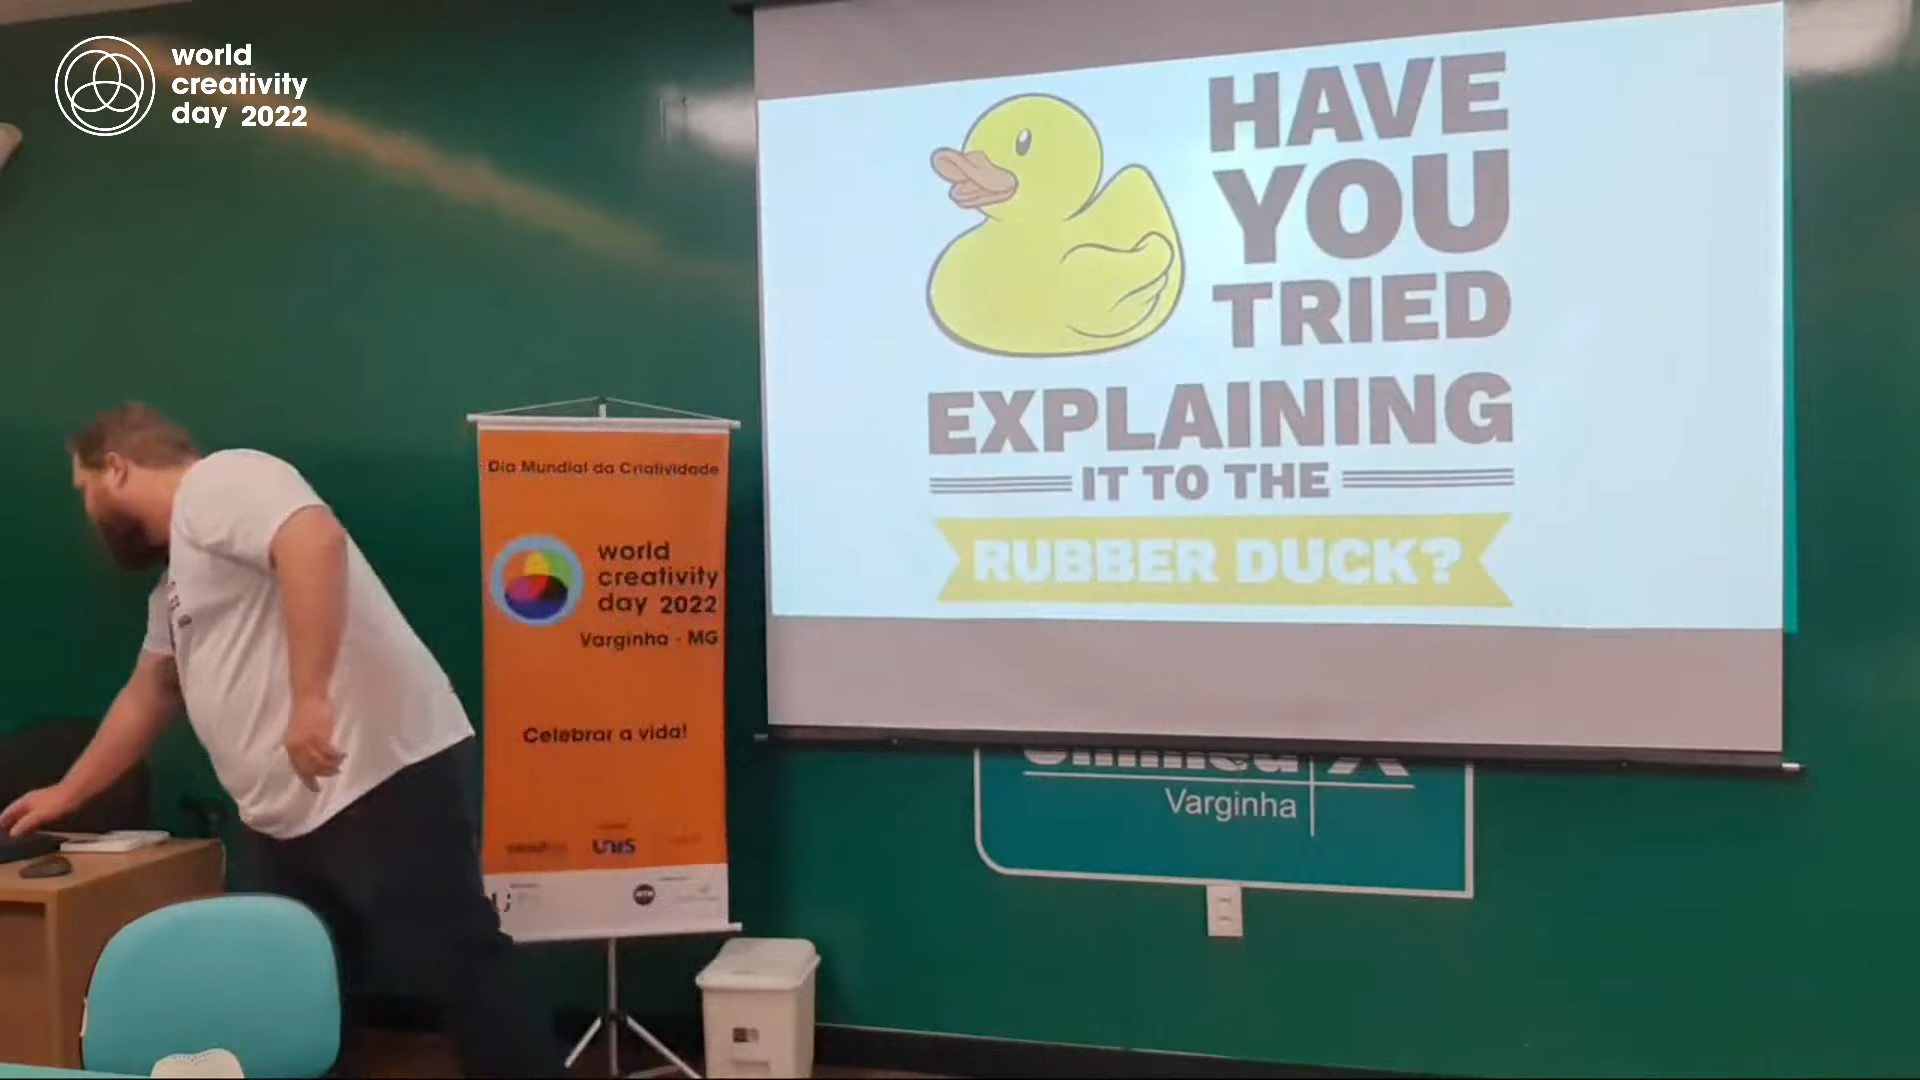 world
creativity
day 2022
HAVE
YOU
TRIED
EXPLAINING
IT TO THE
RUBBER DUCK?
Dia Mundial da Criatividade
world
creativity
day 2022
Varginha - MG
Celebrar a vida!
unis
Varginha